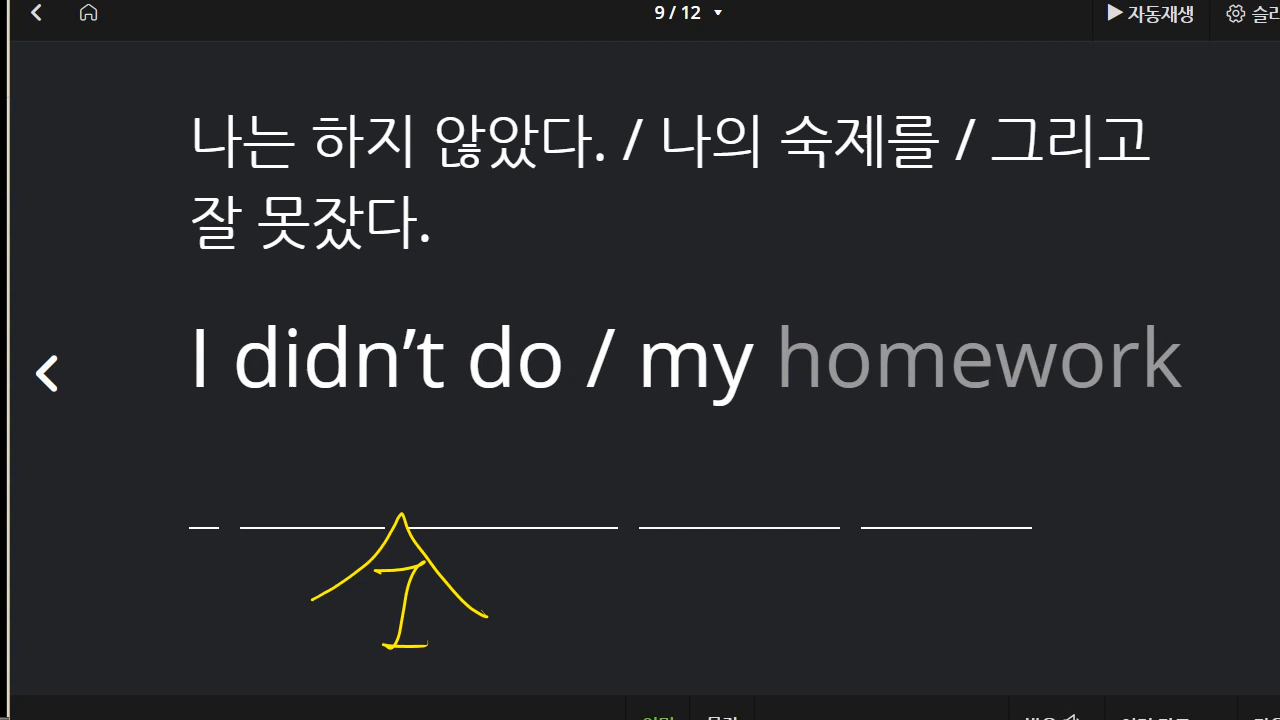 9 / 12
자동재생
나는 하지 않았다. / 나의 숙제를 / 그리고
잘 못잤다.
I didn’t do / my homework
I